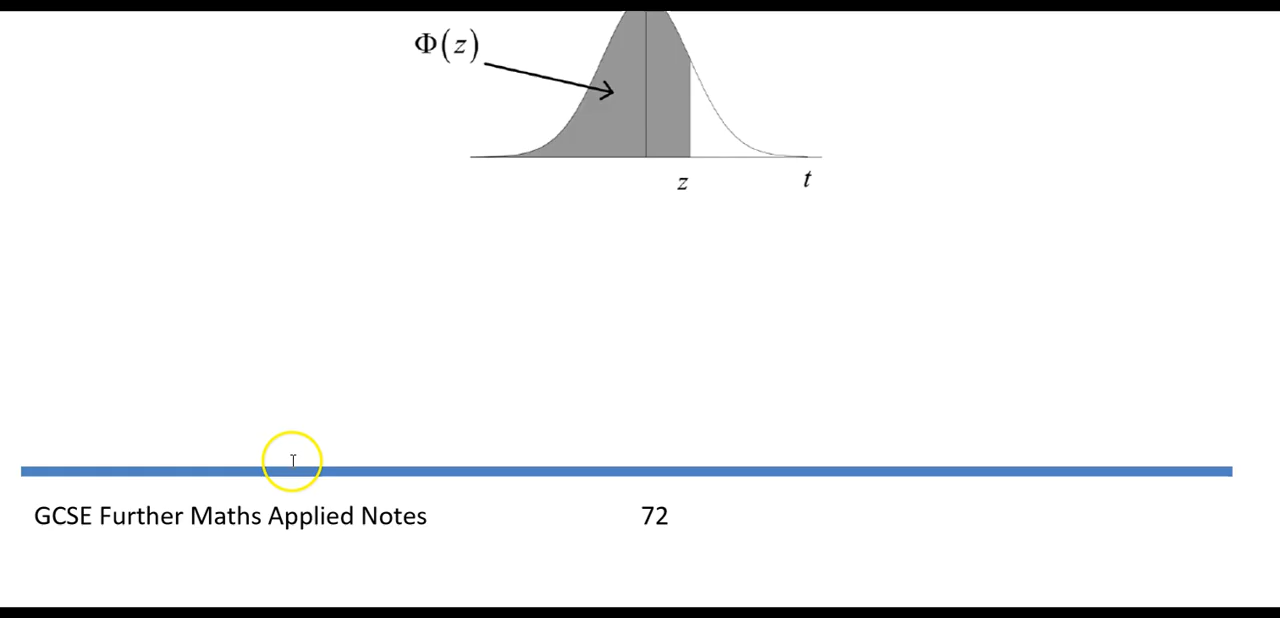 Φ(z)
z
t
GCSE Further Maths Applied Notes 72